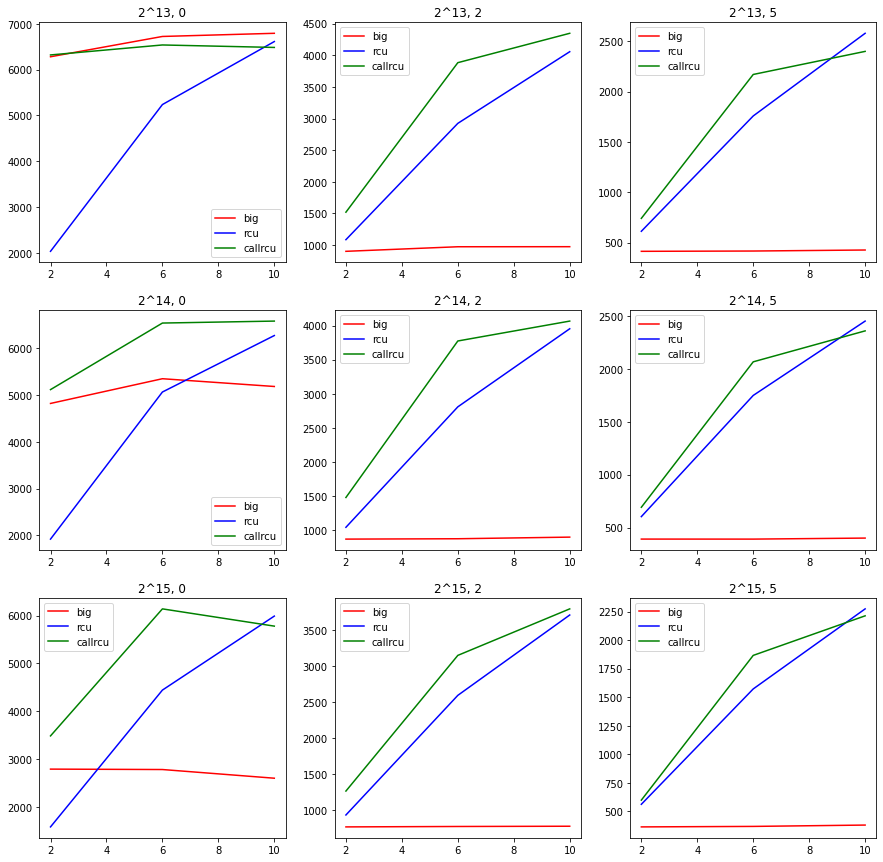 2^13, 0
7000
6000
5000
4000
3000
2000
big
rcu
callrcu
2 4 6 8 10
2^13, 2
4500
4000
3500
3000
2500
2000
1500
1000
big
rcu
callrcu
2 4 6 8 10
2^13, 5
2500
2000
1500
1000
500
big
rcu
callrcu
2 4 6 8 10
2^14, 0
6000
5000
4000
3000
2000
big
rcu
callrcu
2 4 6 8 10
2^14, 2
4000
3500
3000
2500
2000
1500
1000
big
rcu
callrcu
2 4 6 8 10
2^14, 5
2500
2000
1500
1000
500
big
rcu
callrcu
2 4 6 8 10
2^15, 0
6000
5000
4000
3000
2000
big
rcu
callrcu
2 4 6 8 10
2^15, 2
3500
3000
2500
2000
1500
1000
big
rcu
callrcu
2 4 6 8 10
2^15, 5
2250
2000
1750
1500
1250
1000
750
500
big
rcu
callrcu
2 4 6 8 10